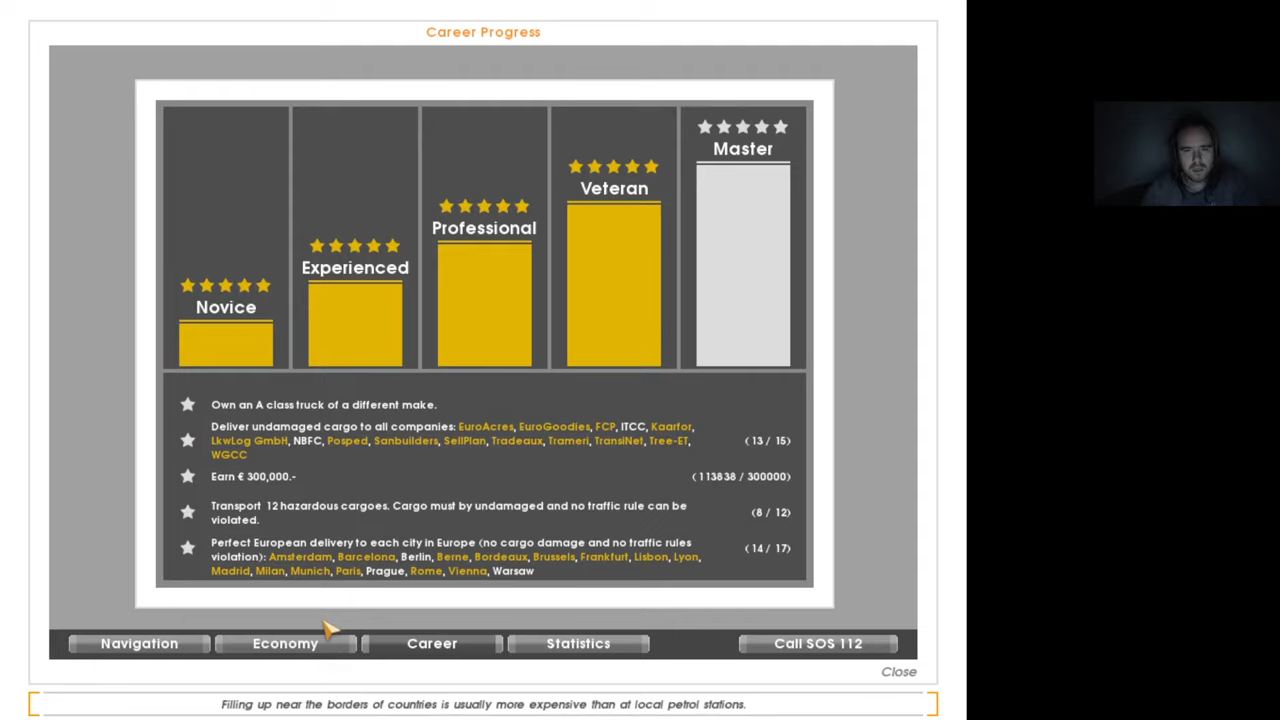 Career Progress
Master
Veteran
Professional
Experienced
Novice
Own an A class truck of a different make.
Deliver undamaged cargo to all companies: EuroAcres, EuroGoodies, FCP, ITCC, Kaarfor,
LkwLog GmbH, NBFC, Posped, Sanbuilders, SellPlan, Tradeaux, Trameri, TransiNet, Tree-ET,
WGCC
(13 / 15)
Earn € 300,000.-
(113838 / 300000)
Transport 12 hazardous cargoes. Cargo must by undamaged and no traffic rule can be
violated.
(8 / 12)
Perfect European delivery to each city in Europe (no cargo damage and no traffic rules
violation): Amsterdam, Barcelona, Berlin, Berne, Bordeaux, Brussels, Frankfurt, Lisbon, Lyon,
Madrid, Milan, Munich, Paris, Prague, Rome, Vienna, Warsaw
(14 / 17)
Navigation
Economy
Career
Statistics
Call SOS 112
Close
Filling up near the borders of countries is usually more expensive than at local petrol stations.